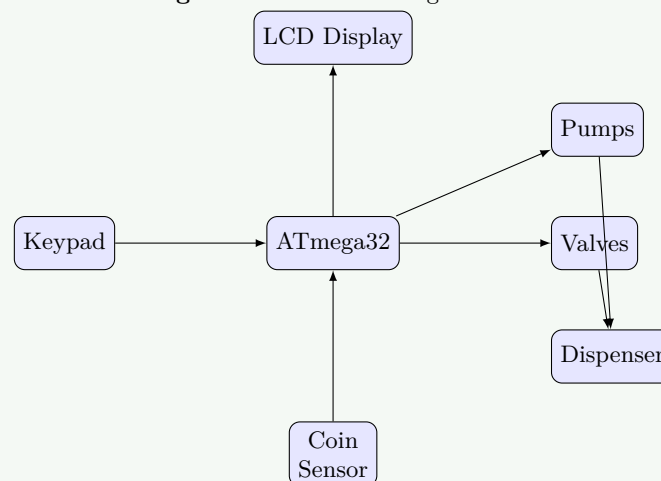 LCD Display
Pumps
Keypad
ATmega32
Valves
Dispenser
Coin
Sensor